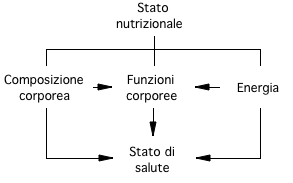 Stato
nutrizionale
Composizione
corporea
Funzioni
corporee
Energia
Stato di
salute